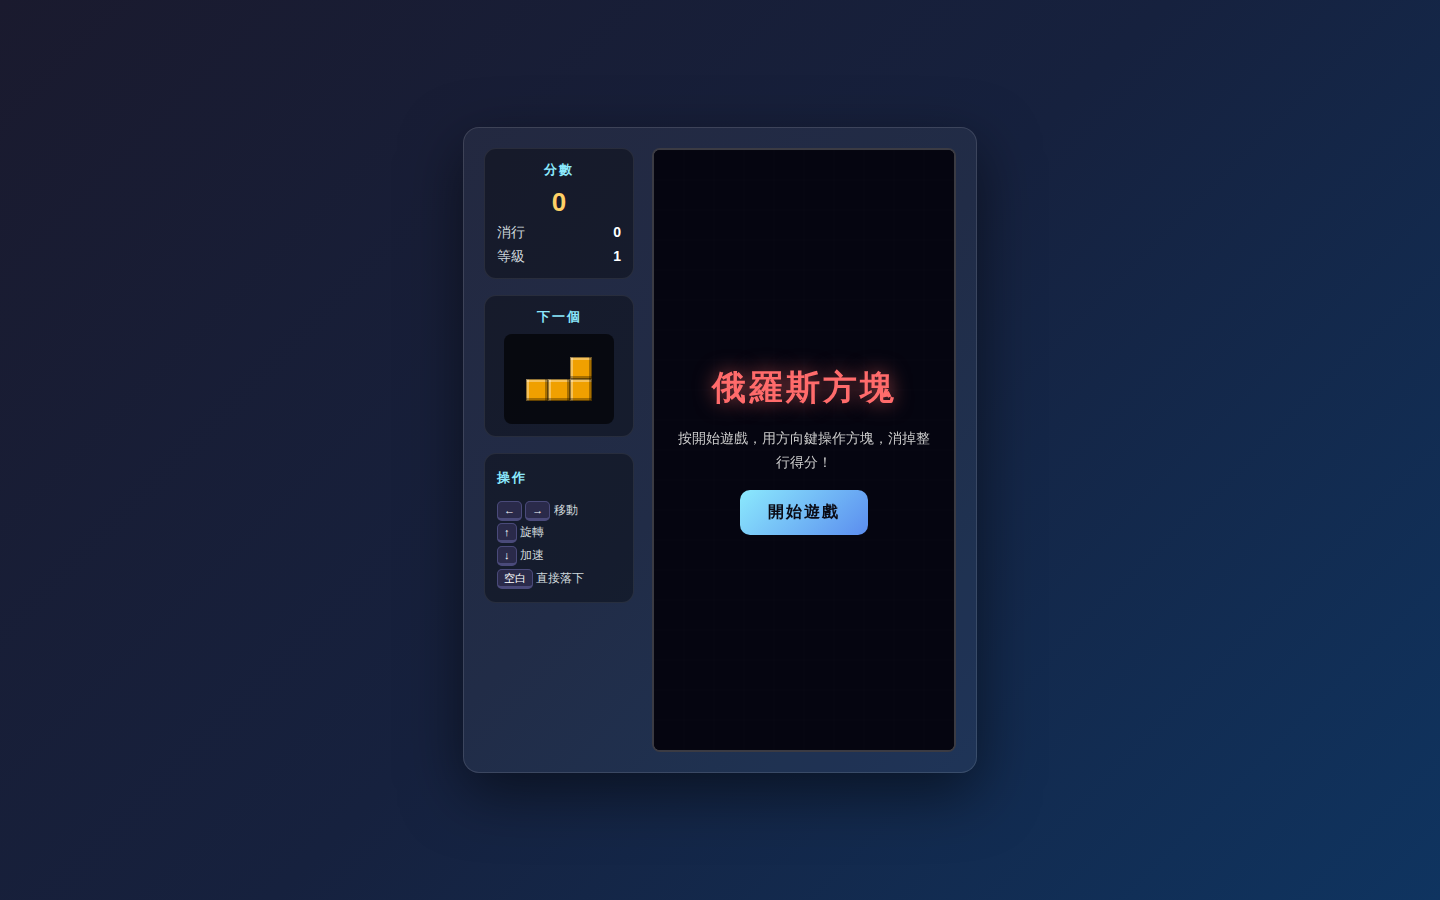 分數
0
消行 0
等級 1
下一個
操作
← → 移動
↑ 旋轉
↓ 加速
空白 直接落下
俄羅斯方塊
按開始遊戲，用方向鍵操作方塊，消掉整
行得分！
開始遊戲